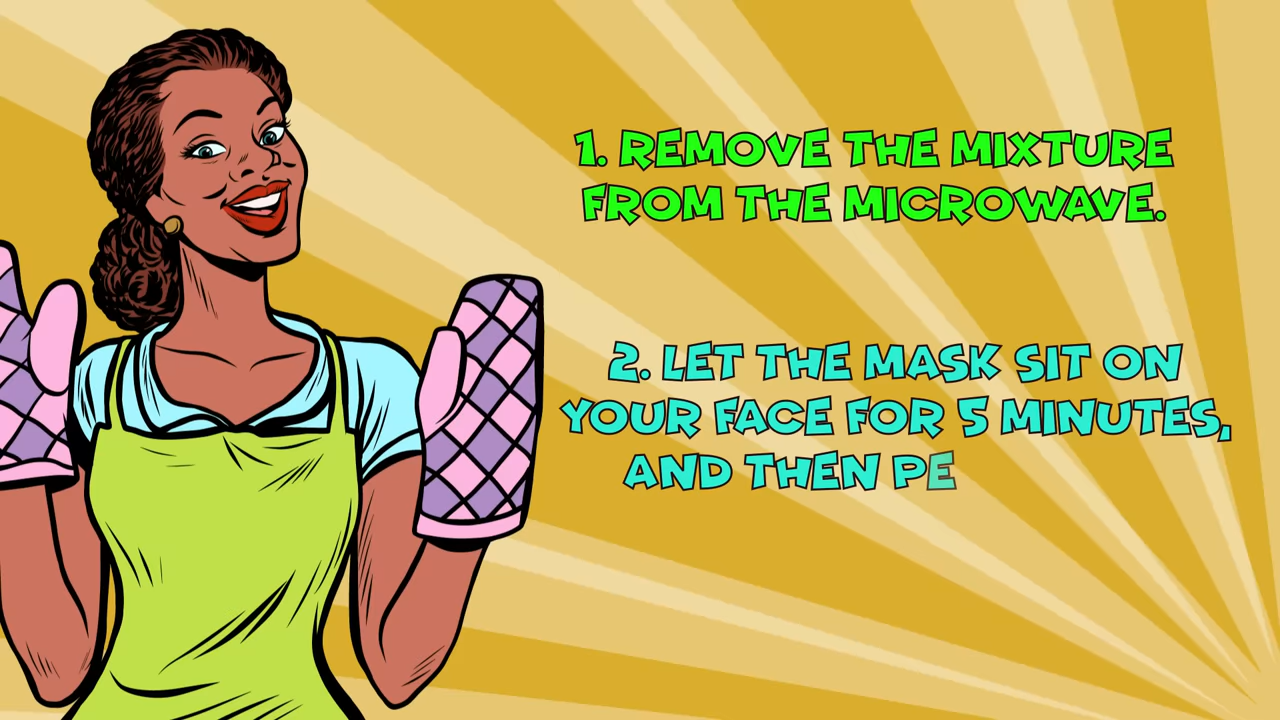 1. REMOVE THE MIXTURE
FROM THE MICROWAVE.
2. LET THE MASK SIT ON
YOUR FACE FOR 5 MINUTES,
AND THEN PE